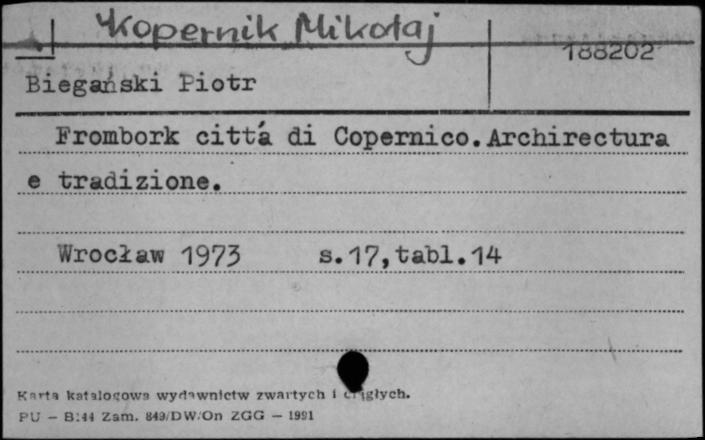 Kopernik Mikołaj
188202
Biegański Piotr
Frombork cittá di Copernico.Archirectura
e tradizione.
Wrocław 1973 s.17,tabl.14
Karta katalogowa wydawnictw zwartych i ciągłych.
PU — B:44 Zam. 849/DW/On ZGG — 1991